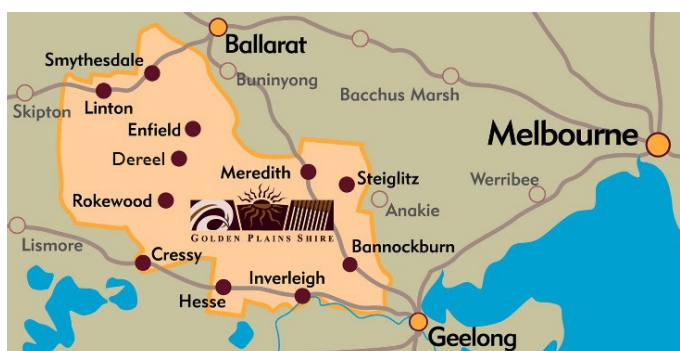 Ballarat
Smythesdale
Buninyong
Skipton
Linton
Bacchus Marsh
Enfield
Melbourne
Dereel
Meredith
Steiglitz
Werribee
Rokewood
Anakie
GOLDEN PLAINS SHIRE
Lismore
Bannockburn
Cressy
Inverleigh
Hesse
Geelong